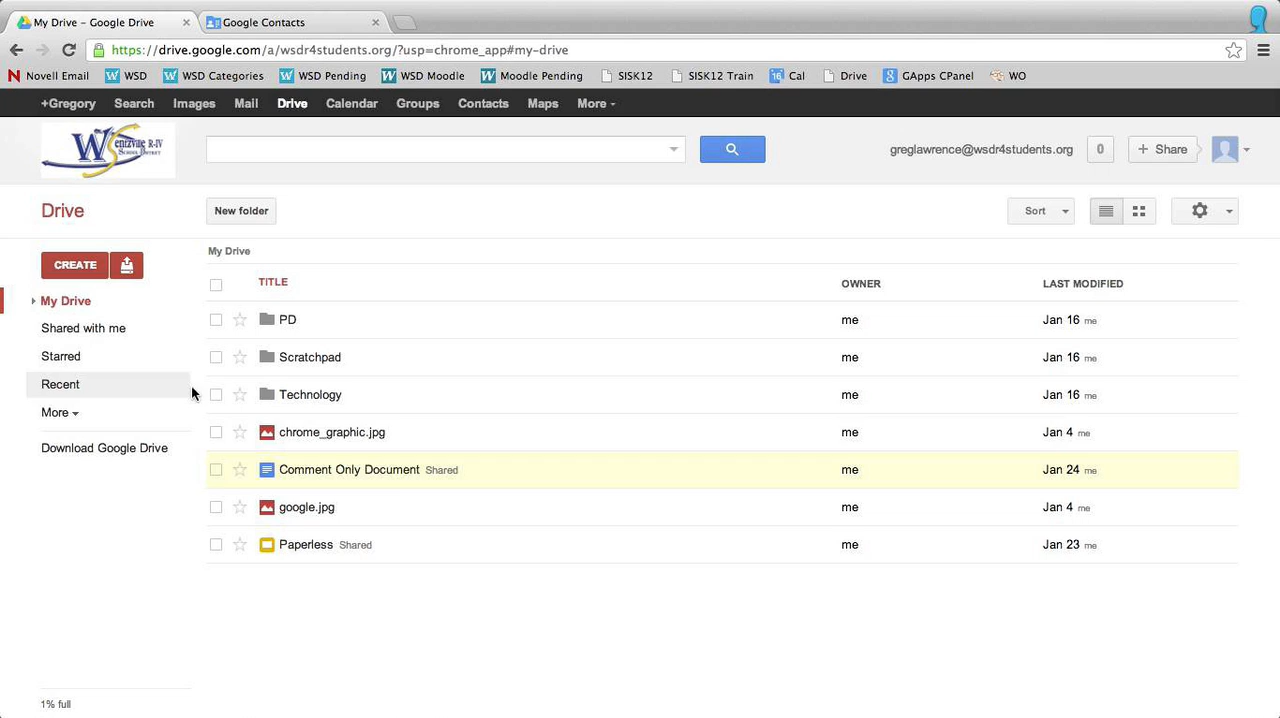 My Drive – Google Drive
Google Contacts
https://drive.google.com/a/wsdr4students.org/?usp=chrome_app#my-drive
Novell Email WSD WSD Categories WSD Pending WSD Moodle Moodle Pending SISK12 SISK12 Train 16 Cal Drive GApps CPanel WO
+Gregory Search Images Mail Drive Calendar Groups Contacts Maps More
Wentzville R-IV
School District
greglawrence@wsdr4students.org 0 + Share
Drive New folder Sort
My Drive
CREATE
TITLE OWNER LAST MODIFIED
My Drive
Shared with me
Starred
Recent
More
Download Google Drive
PD me Jan 16 me
Scratchpad me Jan 16 me
Technology me Jan 16 me
chrome_graphic.jpg me Jan 4 me
Comment Only Document Shared me Jan 24 me
google.jpg me Jan 4 me
Paperless Shared me Jan 23 me
1% full